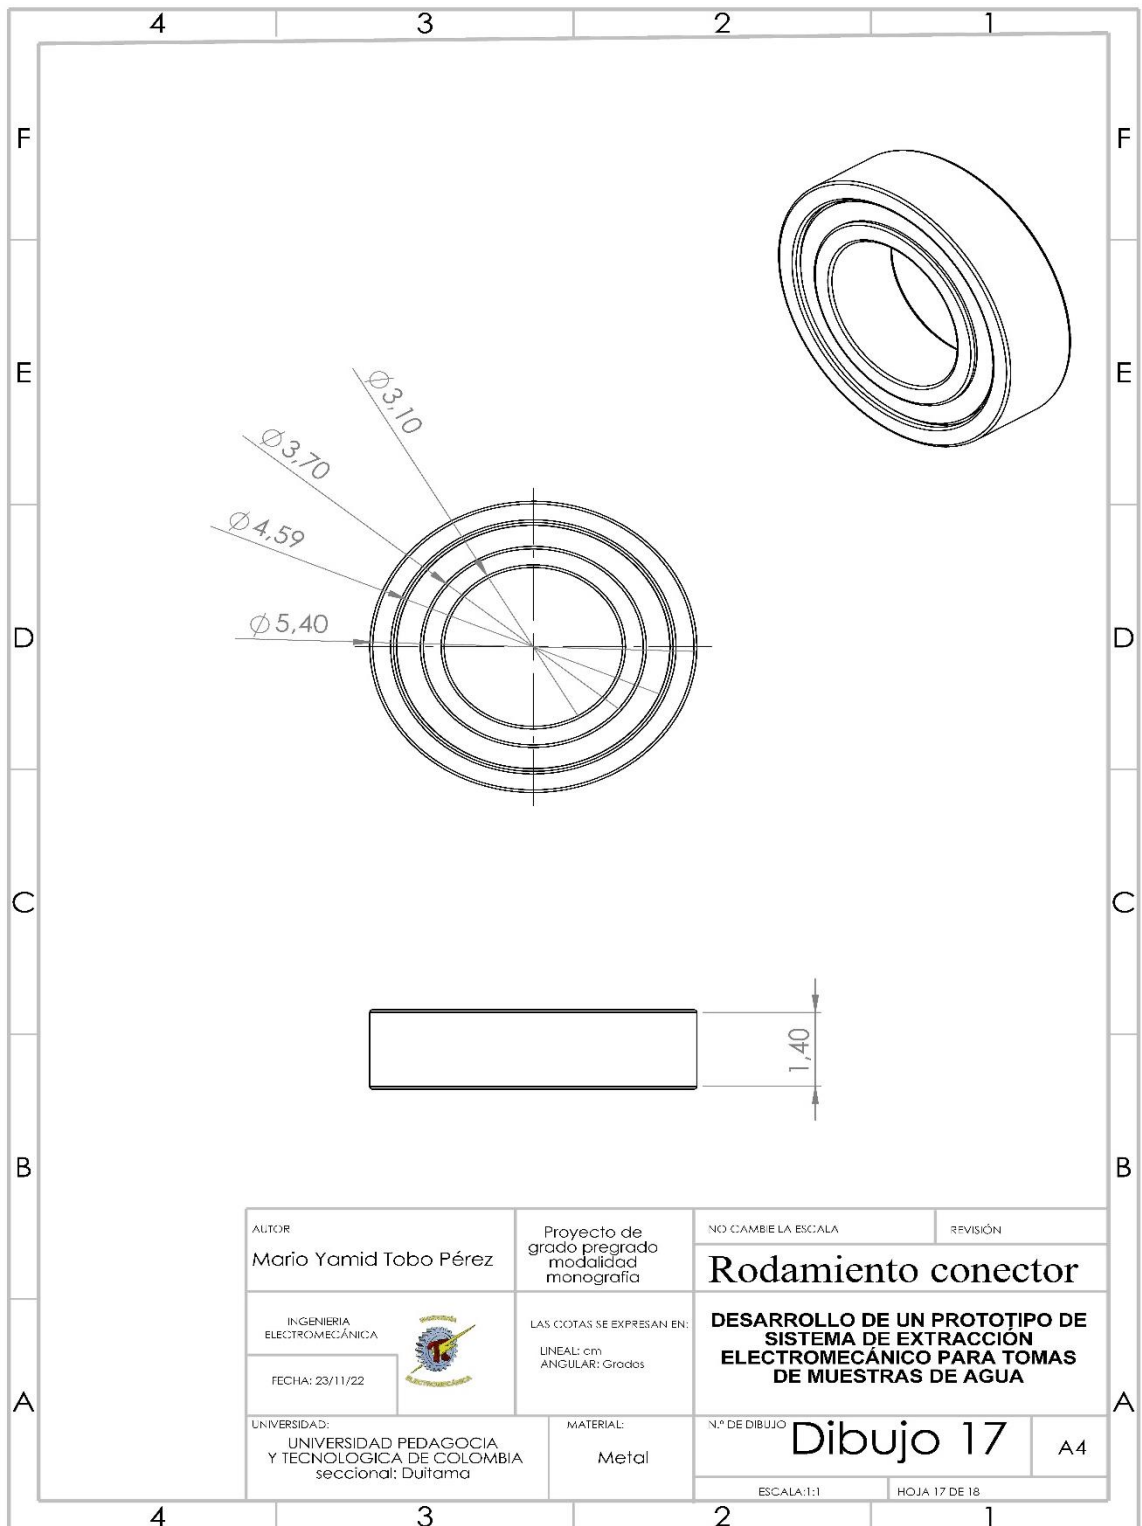 4 3 2 1
F F
E E
Ø3,10
Ø3,70
Ø4,59
Ø5,40
D D
C C
1,40
B B
AUTOR
Mario Yamid Tobo Pérez
Proyecto de
grado pregrado
modalidad
monografia
NO CAMBIE LA ESCALA
REVISIÓN
Rodamiento conector
INGENIERIA
ELECTROMECÁNICA
FECHA: 23/11/22
ELECTROMECÁNICA
LAS COTAS SE EXPRESAN EN:
LINEAL: cm
ANGULAR: Grados
DESARROLLO DE UN PROTOTIPO DE
SISTEMA DE EXTRACCIÓN
ELECTROMECÁNICO PARA TOMAS
DE MUESTRAS DE AGUA
A A
UNIVERSIDAD:
UNIVERSIDAD PEDAGOCIA
Y TECNOLOGICA DE COLOMBIA
seccional: Duitama
MATERIAL:
Metal
N.º DE DIBUJO
Dibujo 17
A4
ESCALA:1:1
HOJA 17 DE 18
4 3 2 1